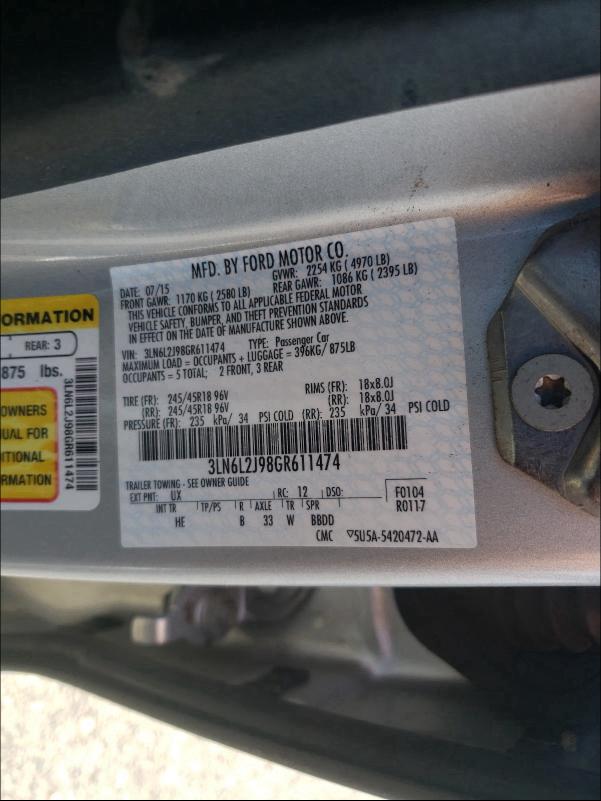 MFD. BY FORD MOTOR CO.
DATE: 07/15 GVWR: 2254 KG ( 4970 LB)
FRONT GAWR: 1170 KG ( 2580 LB) REAR GAWR: 1086 KG ( 2395 LB)
THIS VEHICLE CONFORMS TO ALL APPLICABLE FEDERAL MOTOR
VEHICLE SAFETY, BUMPER, AND THEFT PREVENTION STANDARDS
IN EFFECT ON THE DATE OF MANUFACTURE SHOWN ABOVE.
VIN: 3LN6L2J98GR611474 TYPE: Passenger Car
MAXIMUM LOAD = OCCUPANTS + LUGGAGE = 396KG/ 875LB
OCCUPANTS = 5 TOTAL; 2 FRONT, 3 REAR
TIRE (FR): 245/45R18 96V RIMS (FR): 18x8.0J
(RR): 245/45R18 96V (RR): 18x8.0J
PRESSURE (FR): 235 kPa/ 34 PSI COLD (RR): 235 kPa/ 34 PSI COLD
3LN6L2J98GR611474
TRAILER TOWING - SEE OWNER GUIDE
EXT PNT: UX RC: 12 DSO: F0104
INT TR TP/PS R AXLE TR SPR R0117
HE B 33 W BBDD
CMC ▽5U5A-5420472-AA
ORMATION
REAR: 3
875 lbs.
OWNERS
NUAL FOR
DITIONAL
RMATION
3LN6L2J98GR611474